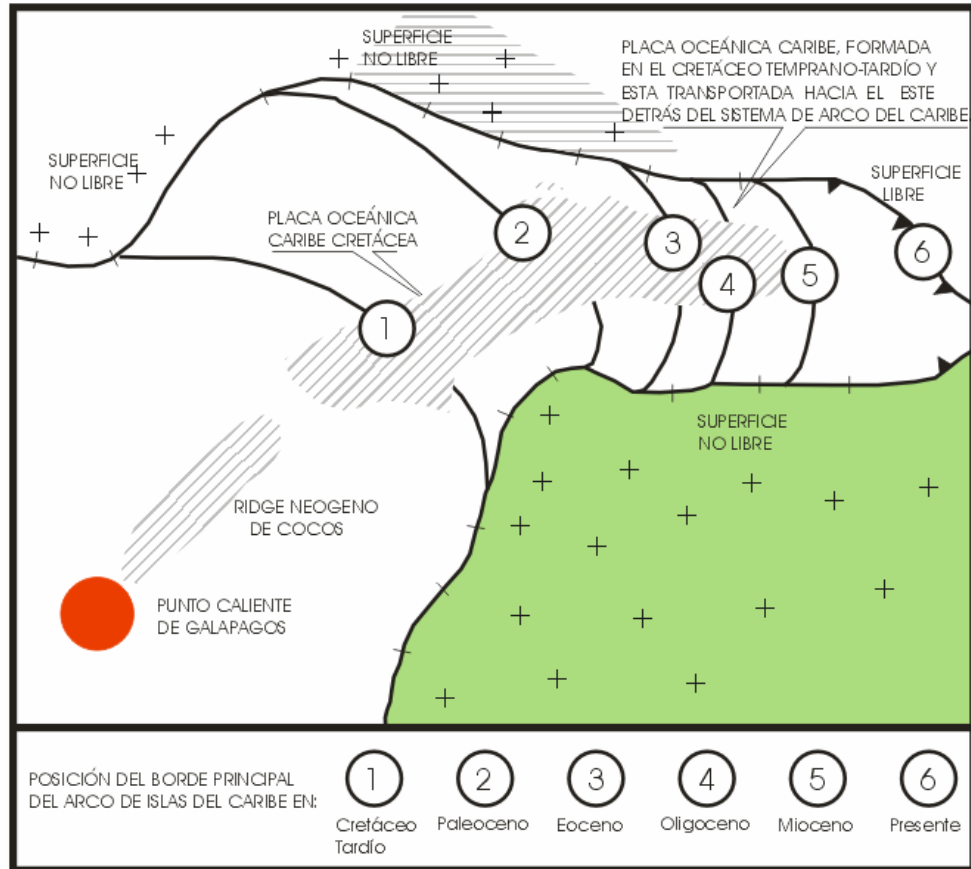 SUPERFICIE
NO LIBRE
PLACA OCEÁNICA CARIBE, FORMADA
EN EL CRETÁCEO TEMPRANO-TARDÍO Y
ESTA TRANSPORTADA HACIA EL ESTE
DETRÁS DEL SISTEMA DE ARCO DEL CARIBE
SUPERFICIE
NO LIBRE
SUPERFICIE
LIBRE
PLACA OCEÁNICA
CARIBE CRETÁCEA
2
3
6
5
4
1
SUPERFICIE
NO LIBRE
RIDGE NEOGENO
DE COCOS
PUNTO CALIENTE
DE GALAPAGOS
POSICIÓN DEL BORDE PRINCIPAL
DEL ARCO DE ISLAS DEL CARIBE EN:
1
Cretáceo
Tardío
2
Paleoceno
3
Eoceno
4
Oligoceno
5
Mioceno
6
Presente